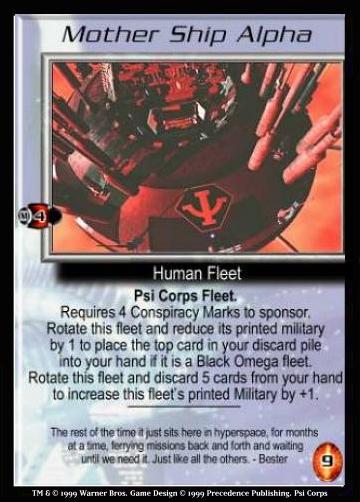 Mother Ship Alpha
M 4
Human Fleet
Psi Corps Fleet.
Requires 4 Conspiracy Marks to sponsor.
Rotate this fleet and reduce its printed military
by 1 to place the top card in your discard pile
into your hand if it is a Black Omega fleet.
Rotate this fleet and discard 5 cards from your hand
to increase this fleet's printed Military by +1.
The rest of the time it just sits here in hyperspace, for months
at a time, ferrying missions back and forth and waiting
until we need it. Just like all the others. - Bester
9
TM & © 1999 Warner Bros. Game Design © 1999 Precedence Publishing. Psi Corps